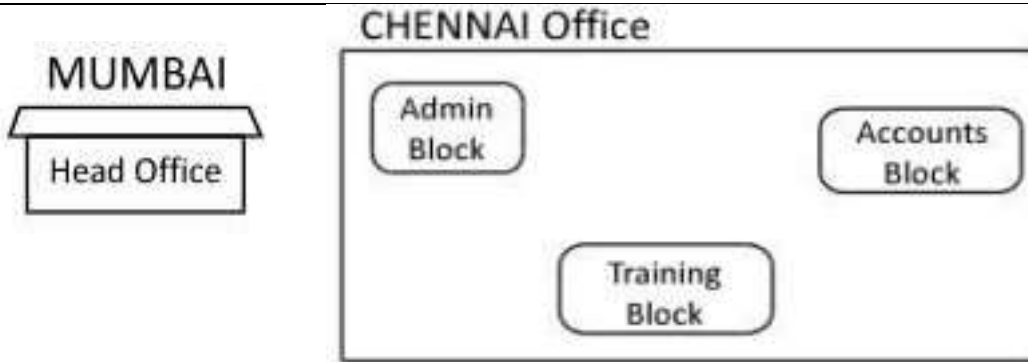 MUMBAI
Head Office
CHENNAI Office
Admin
Block
Accounts
Block
Training
Block